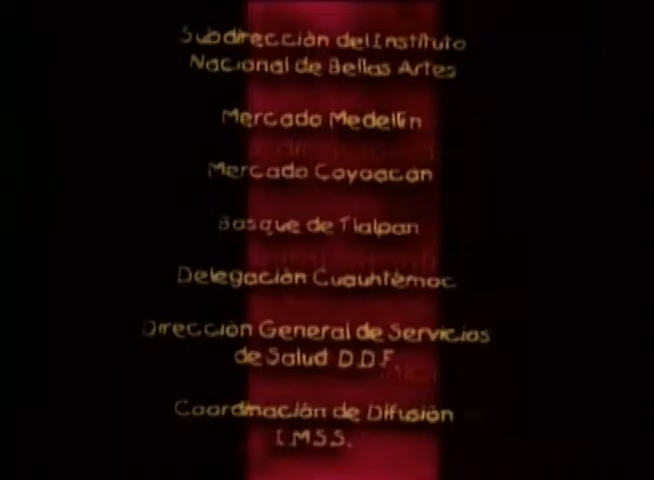 Subdirección del Instituto
Nacional de Bellas Artes
Mercado Medellín
Mercado Coyoacán
Bosque de Tlalpan
Delegación Cuauhtémoc
Dirección General de Servicios
de Salud D.D.F.
Coordinación de Difusión
I.M.S.S.